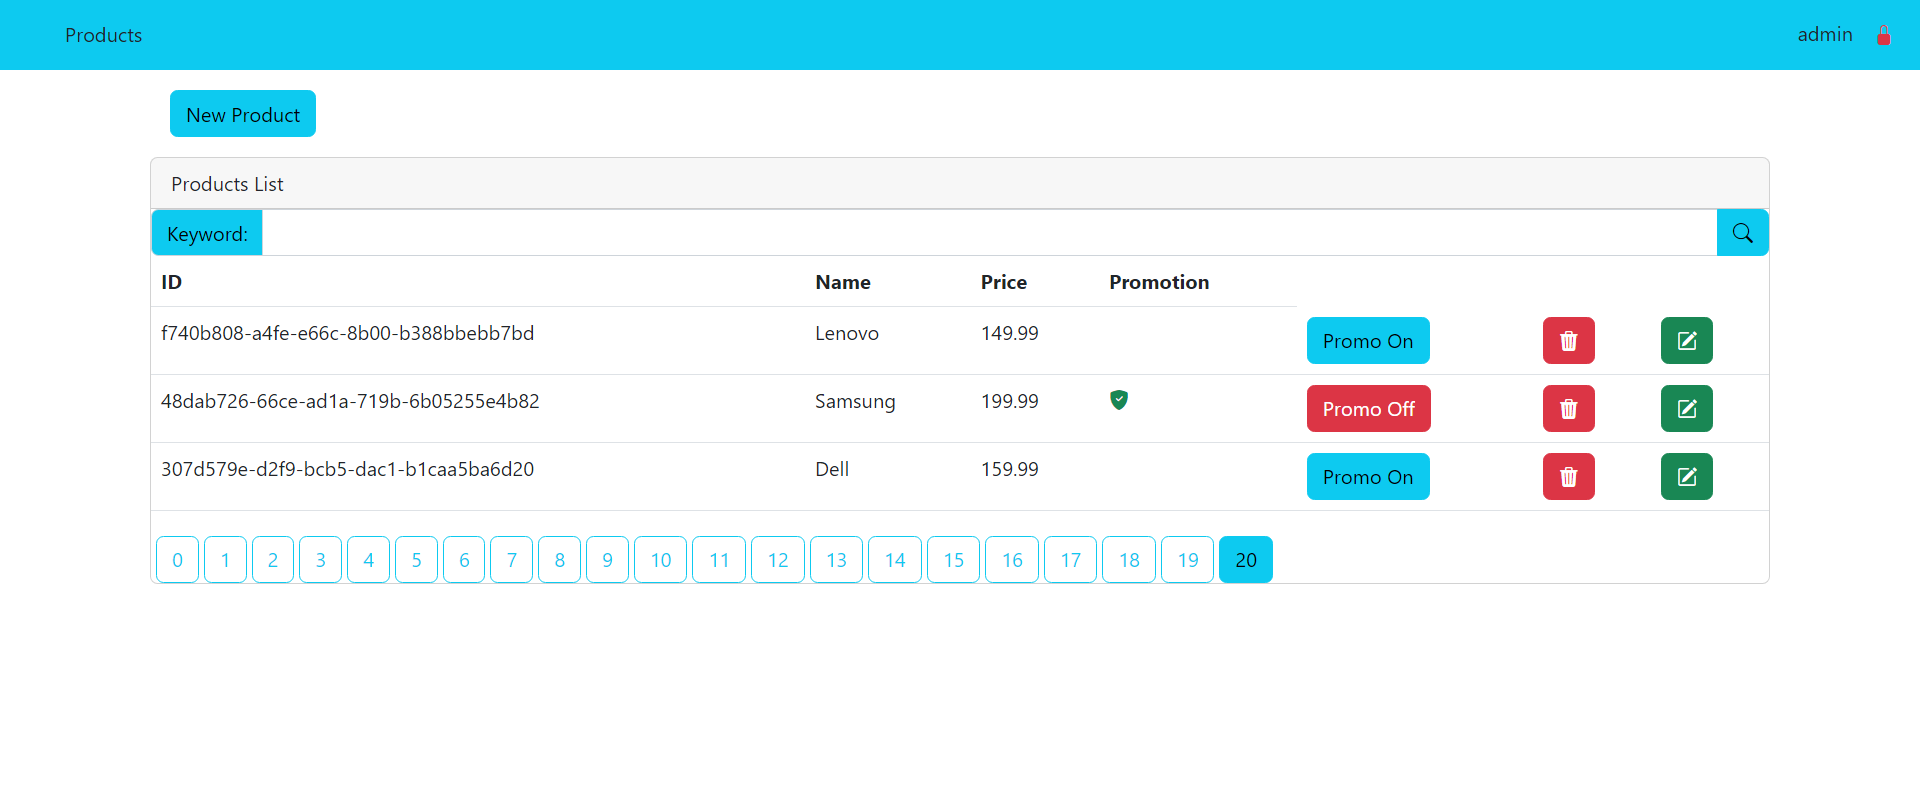 Products admin
New Product
Products List
Keyword:
ID Name Price Promotion
f740b808-a4fe-e66c-8b00-b388bbebb7bd Lenovo 149.99 Promo On
48dab726-66ce-ad1a-719b-6b05255e4b82 Samsung 199.99 Promo Off
307d579e-d2f9-bcb5-dac1-b1caa5ba6d20 Dell 159.99 Promo On
0 1 2 3 4 5 6 7 8 9 10 11 12 13 14 15 16 17 18 19 20